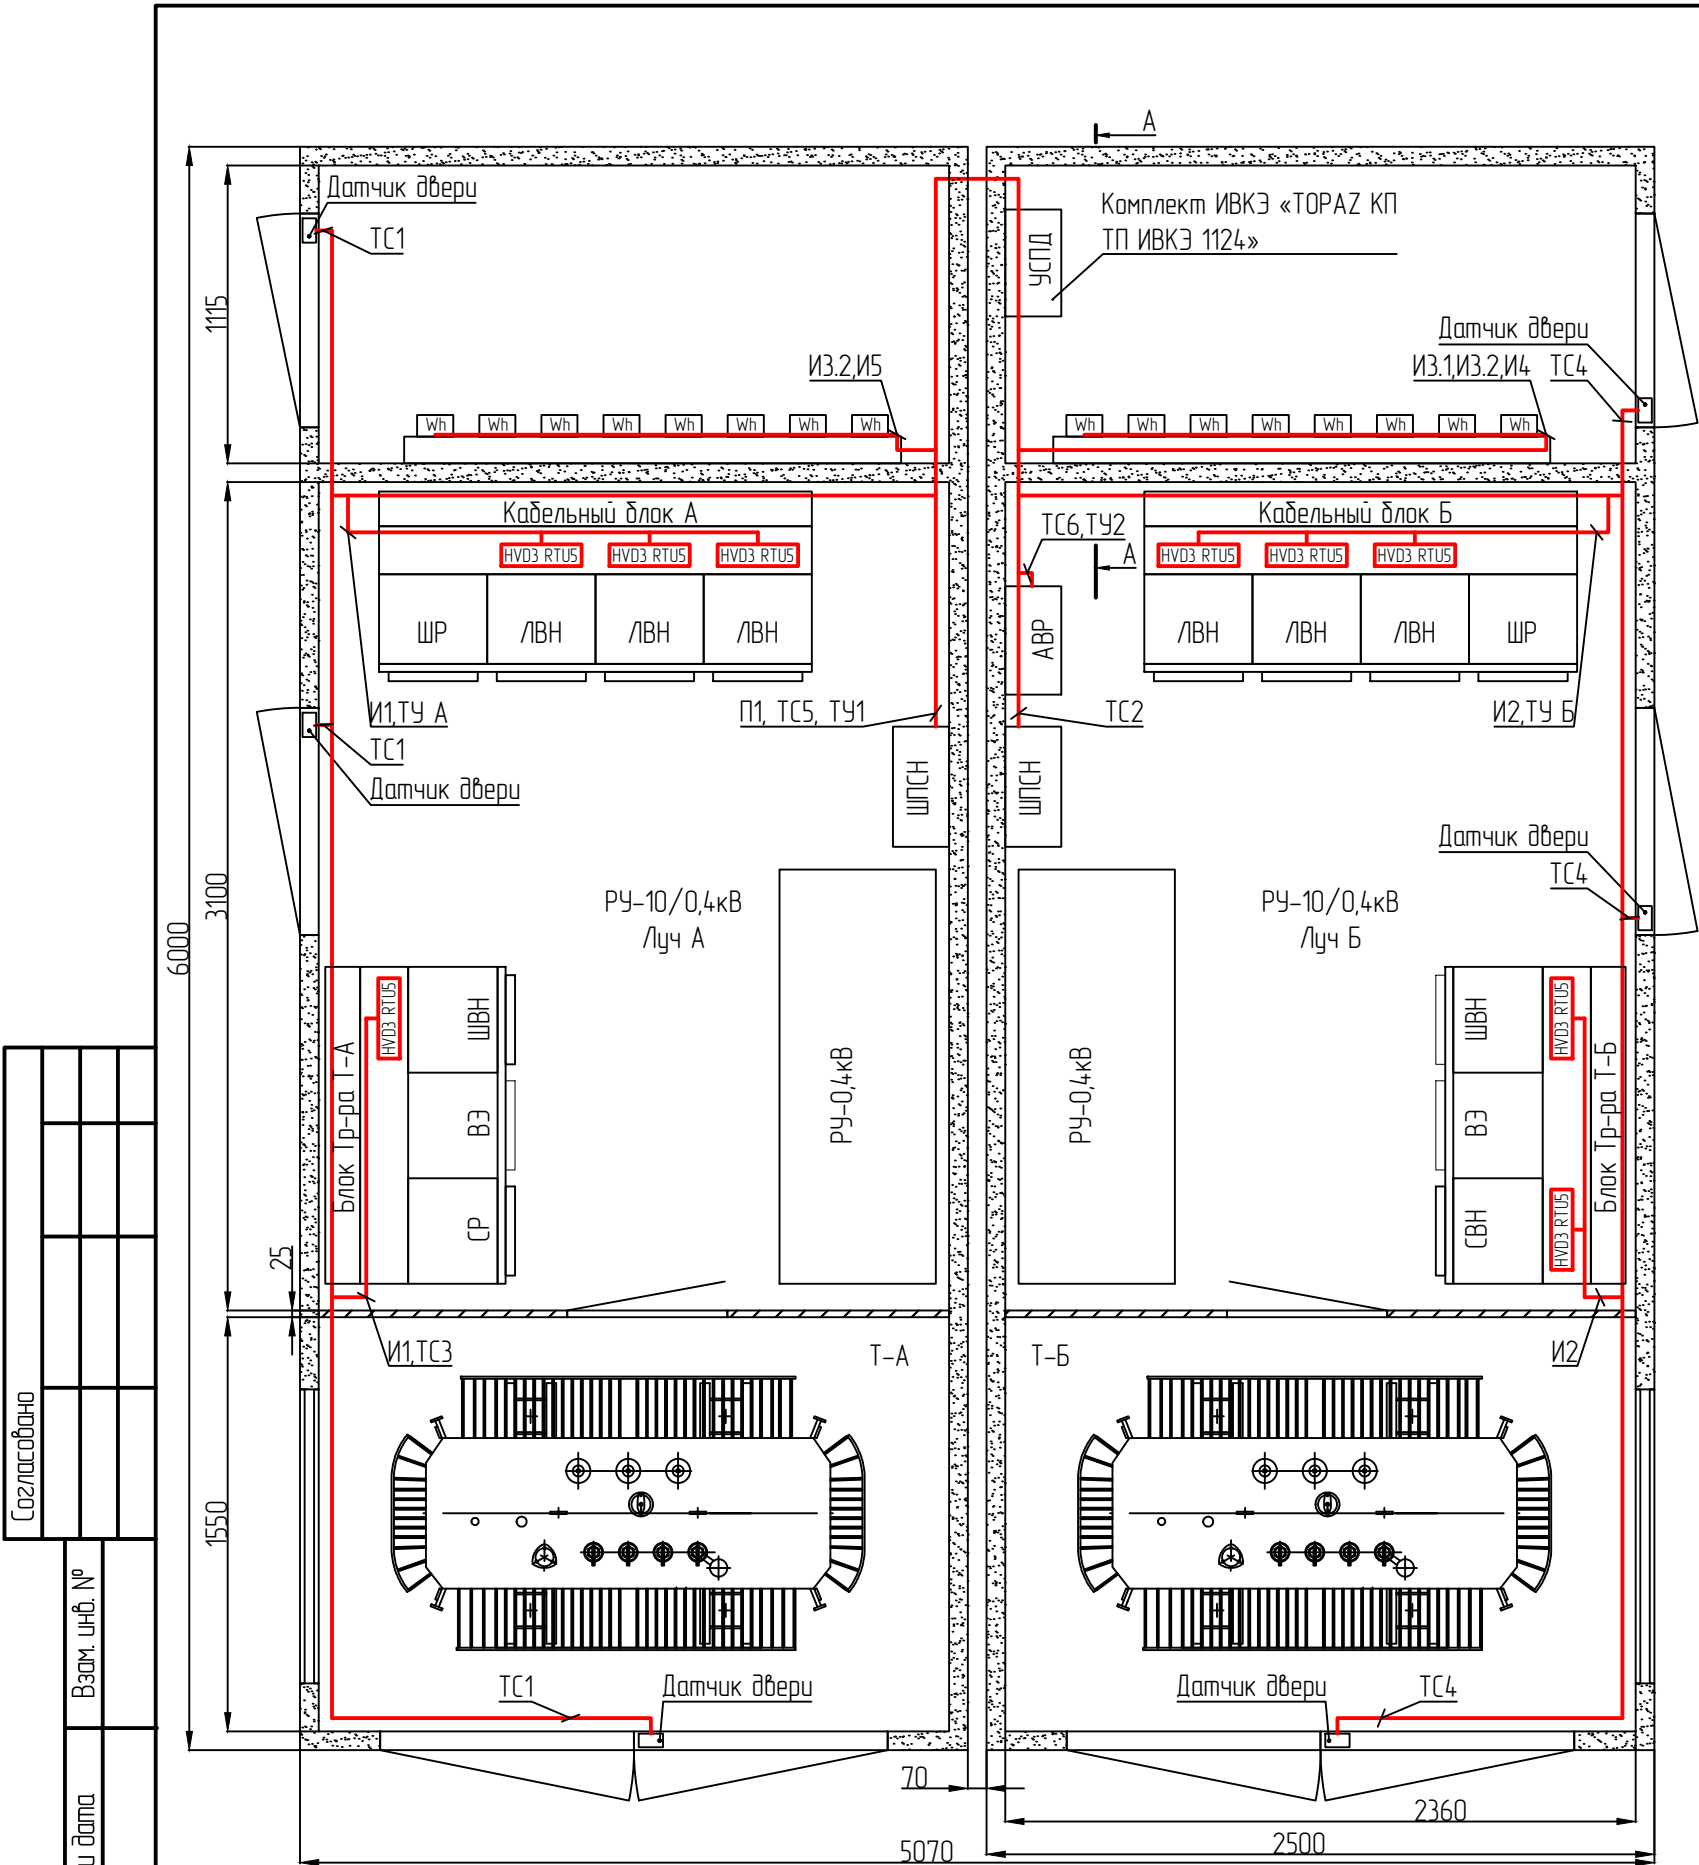 А
Датчик двери
ТС1
Комплект ИВКЭ «TOPAZ КП
ТП ИВКЭ 1124»
УСПД
1115
Датчик двери
И3.2,И5
И3.1,И3.2,И4
ТС4
Wh Wh Wh Wh Wh Wh Wh Wh
Wh Wh Wh Wh Wh Wh Wh Wh
Кабельный блок А
Кабельный блок Б
ТС6,ТУ2
HVD3 RTU5 HVD3 RTU5 HVD3 RTU5
А
HVD3 RTU5 HVD3 RTU5 HVD3 RTU5
ШР ЛВН ЛВН ЛВН
АВР
ЛВН ЛВН ЛВН ШР
И1,ТУ А
П1, ТС5, ТУ1
ТС2
И2,ТУ Б
ТС1
Датчик двери
ШПСН
ШПСН
Датчик двери
ТС4
3100
6000
РУ-10/0,4кВ
Луч А
РУ-10/0,4кВ
Луч Б
Блок Тр-ра Т-А
HVD3 RTU5
ШВН
ВЭ
СР
РУ-0,4кВ
РУ-0,4кВ
ШВН
ВЭ
СВН
HVD3 RTU5
HVD3 RTU5
Блок Тр-ра Т-Б
25
И1,ТС3
Т-А
Т-Б
И2
1550
ТС1
Датчик двери
Датчик двери
ТС4
70
2360
2500
5070
Согласовано
Взам. инв. №
и дата